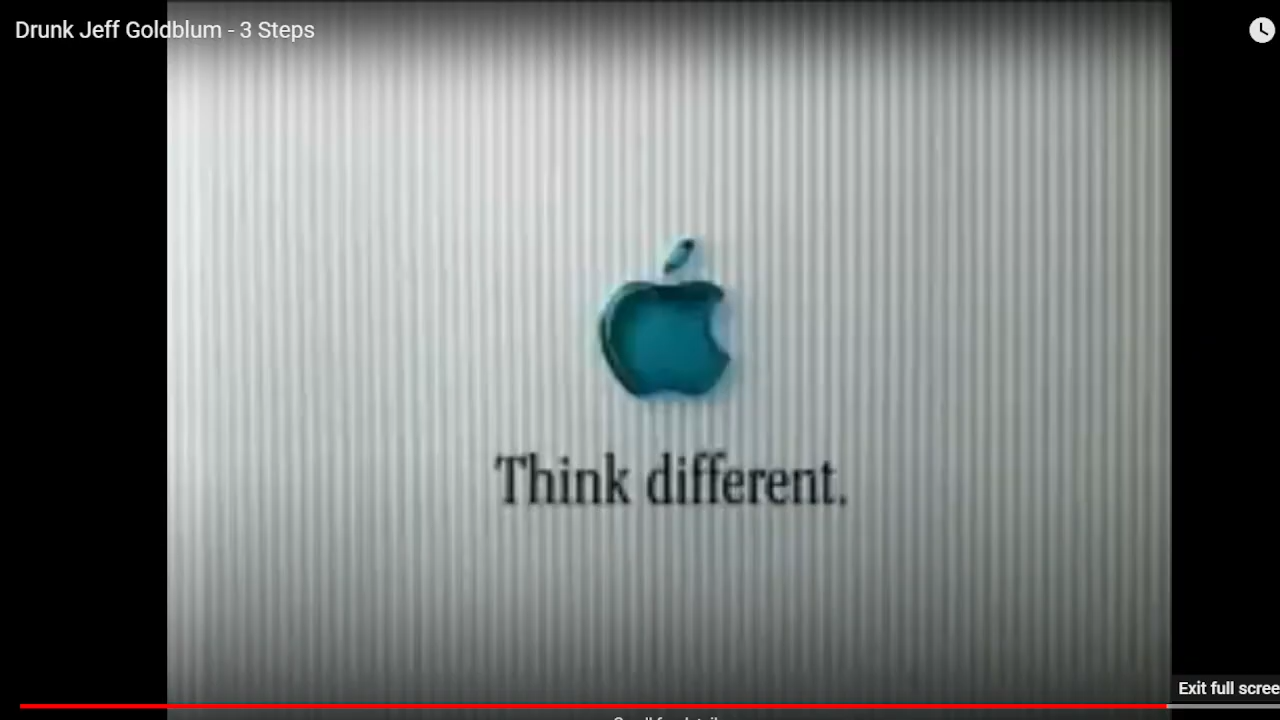 Drunk Jeff Goldblum - 3 Steps
Think different.
Exit full scree